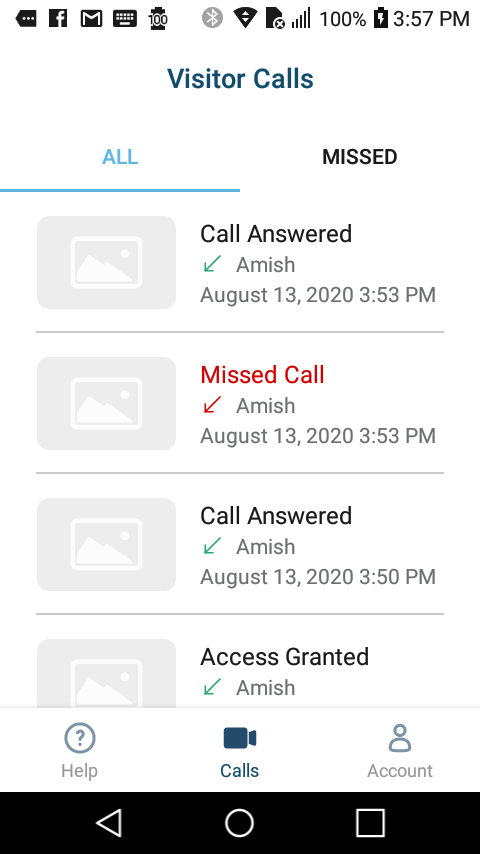 100 100% 3:57 PM
Visitor Calls
ALL MISSED
Call Answered
Amish
August 13, 2020 3:53 PM
Missed Call
Amish
August 13, 2020 3:53 PM
Call Answered
Amish
August 13, 2020 3:50 PM
Access Granted
Amish
Help Calls Account